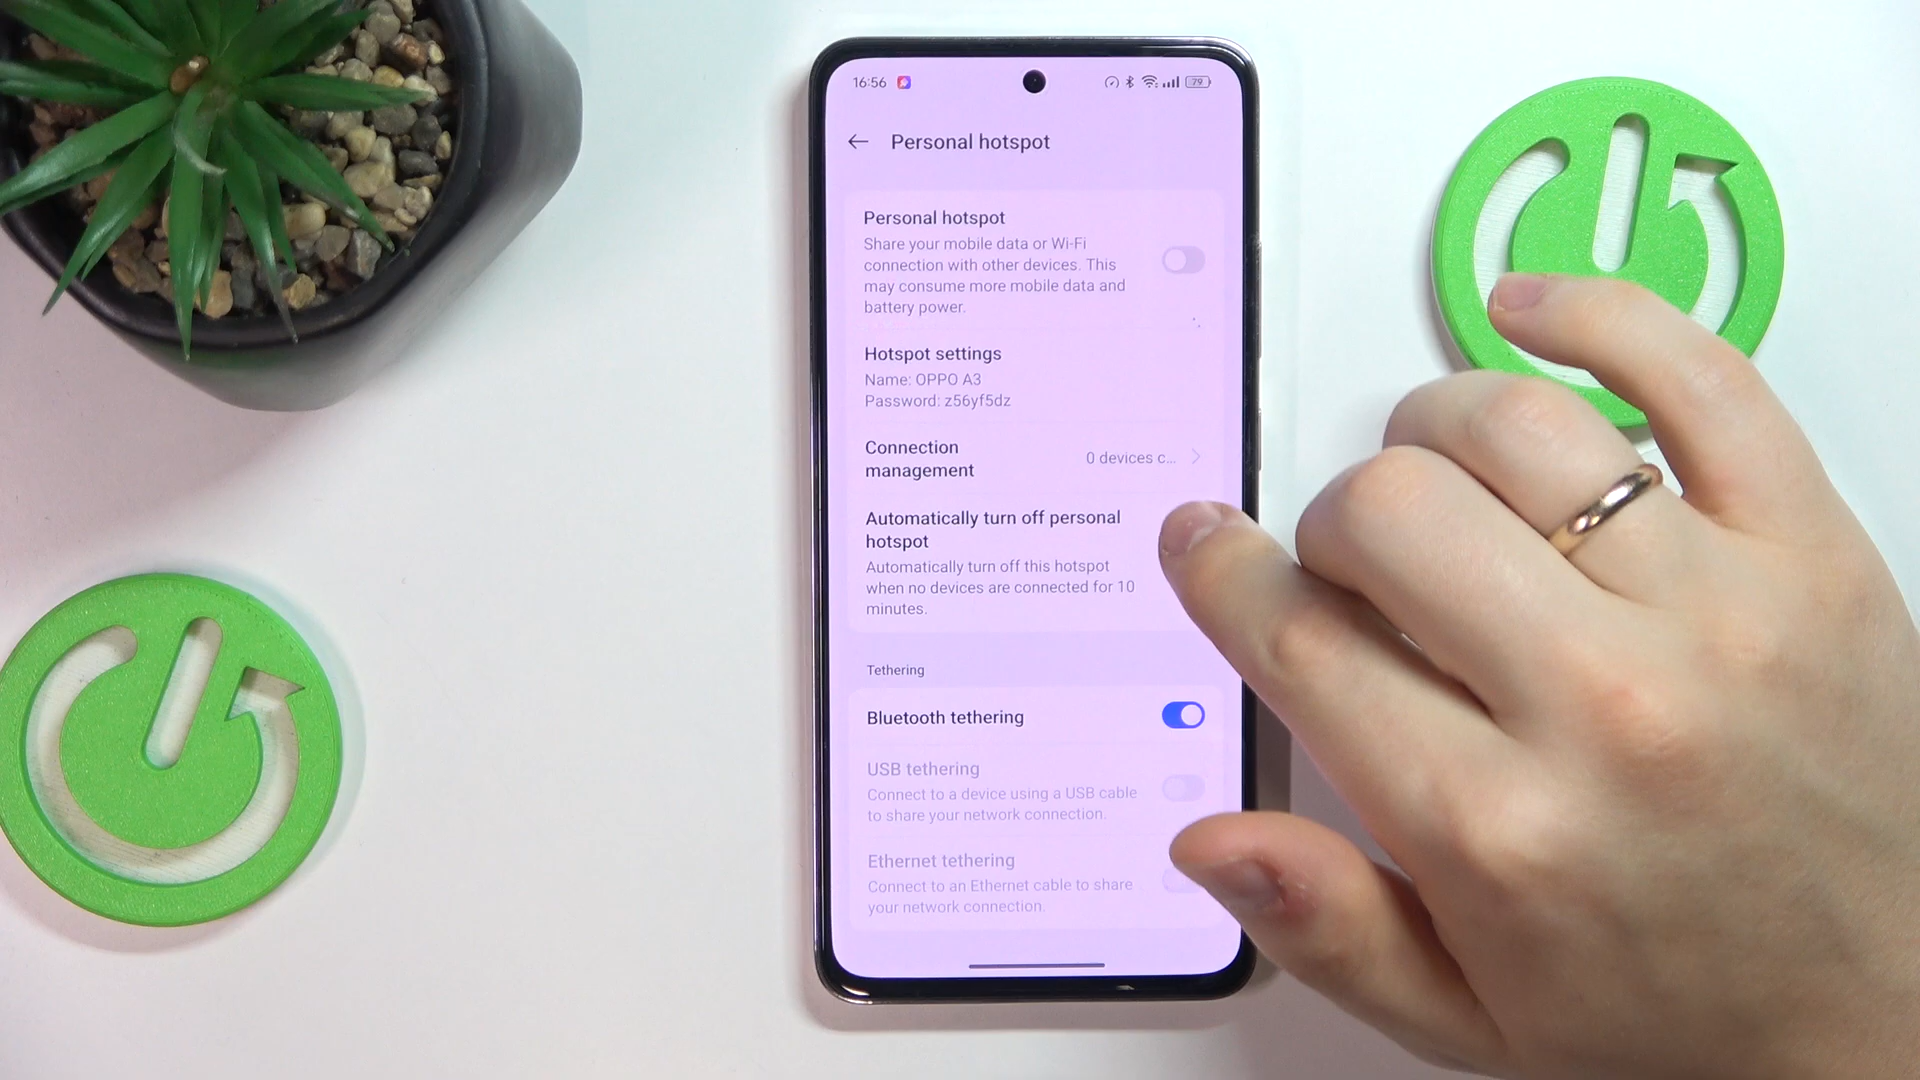 16:56
79
Personal hotspot
Personal hotspot
Share your mobile data or Wi-Fi
connection with other devices. This
may consume more mobile data and
battery power.
Hotspot settings
Name: OPPO A3
Password: z56yf5dz
Connection
management
0 devices c...
Automatically turn off personal
hotspot
Automatically turn off this hotspot
when no devices are connected for 10
minutes.
Tethering
Bluetooth tethering
USB tethering
Connect to a device using a USB cable
to share your network connection.
Ethernet tethering
Connect to an Ethernet cable to share
your network connection.